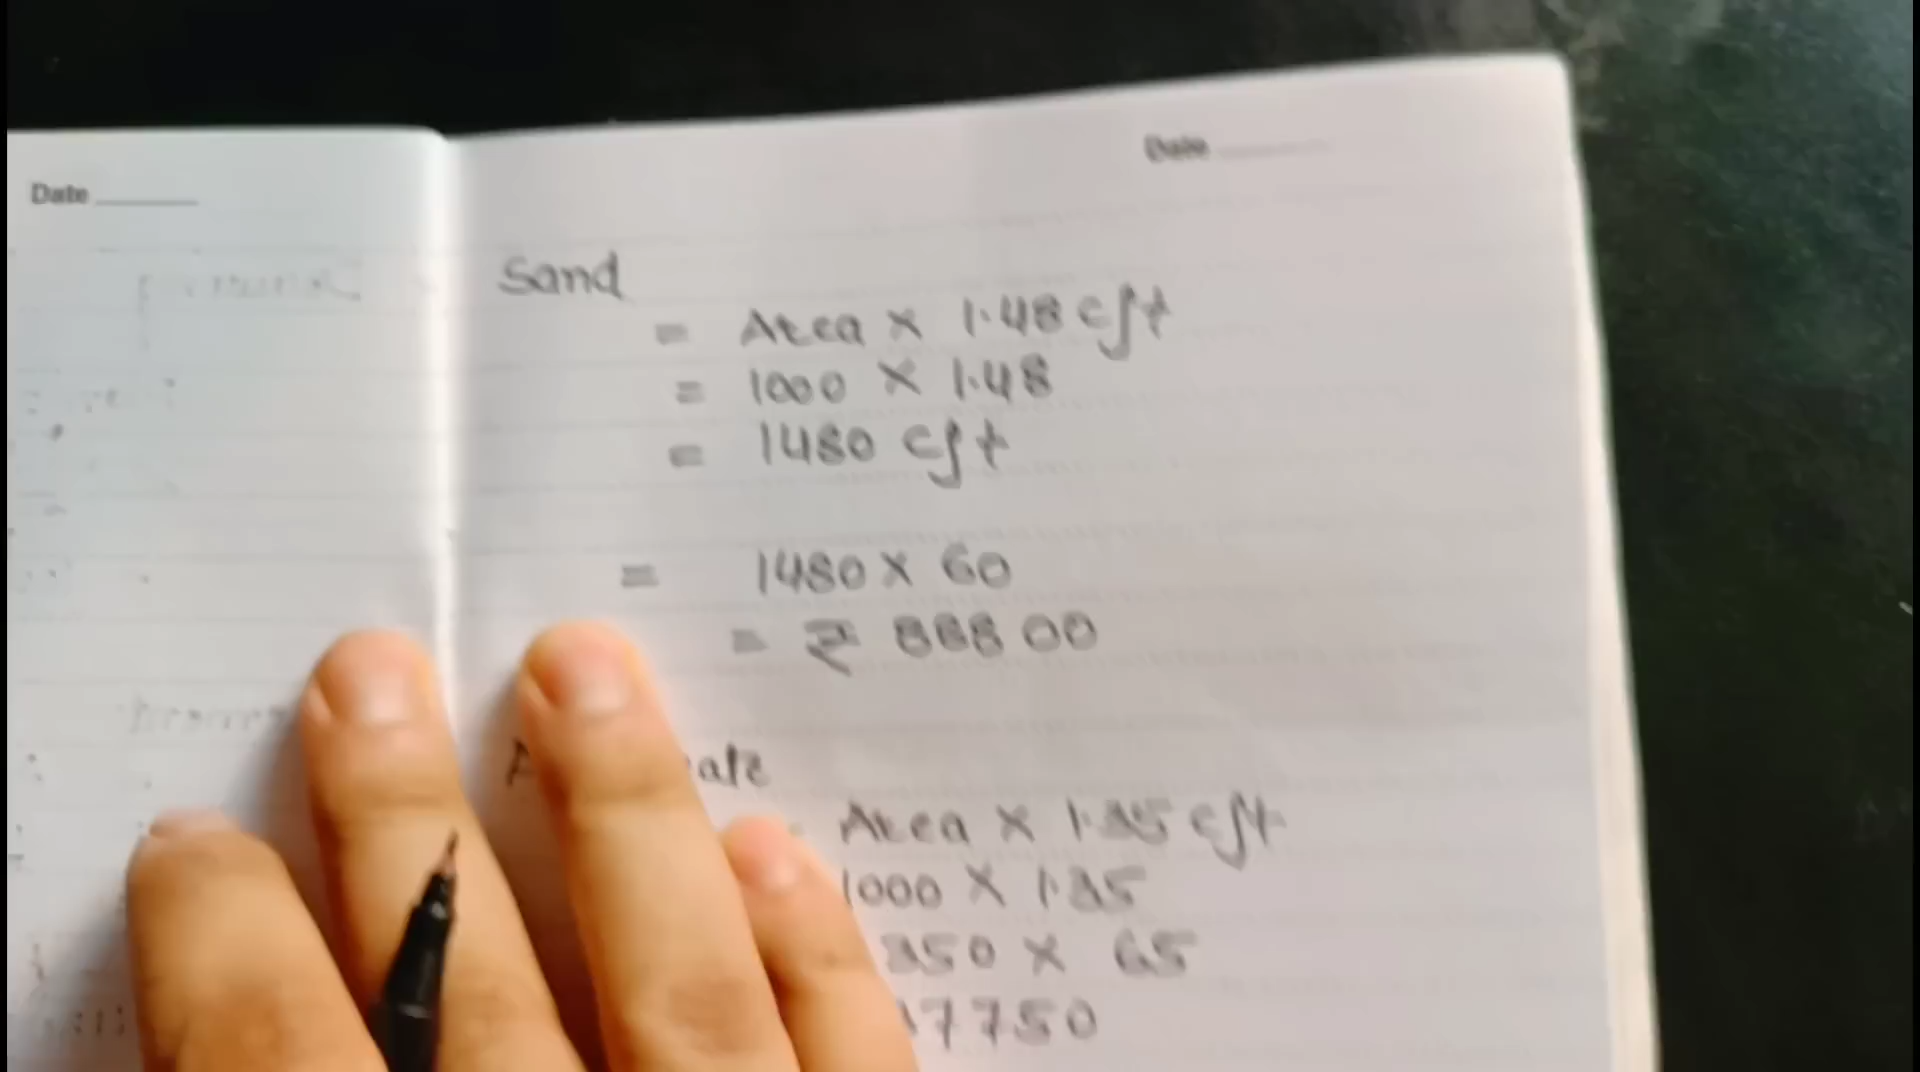 Date
Date
Sand
= Area × 1.48 cft
= 1000 × 1.48
= 1480 cft
= 1480 × 60
= ₹ 88800
Area × 1.35 cft
1000 × 1.35
350 × 65
7750